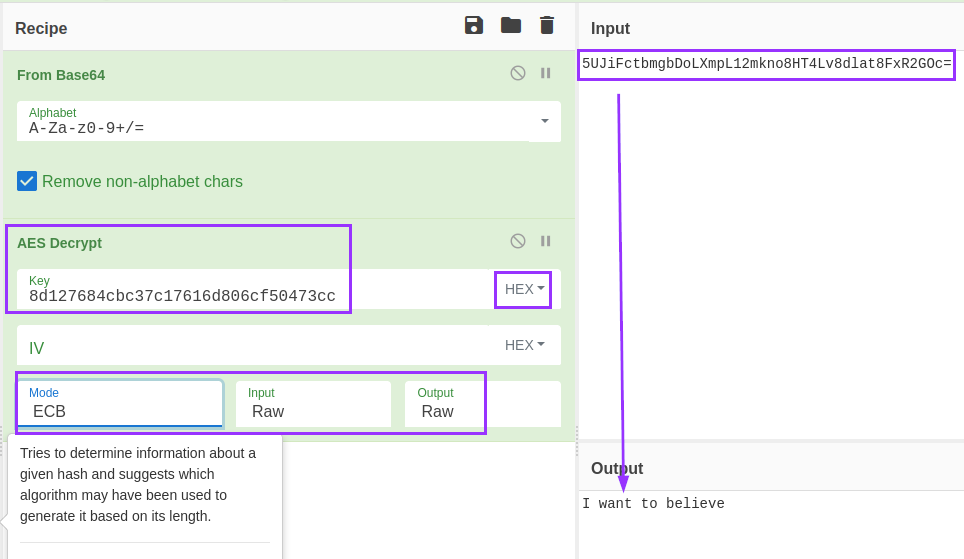 Recipe
From Base64
Alphabet
A-Za-z0-9+/=
Remove non-alphabet chars
AES Decrypt
Key
8d127684cbc37c17616d806cf50473cc
HEX
IV
HEX
Mode
ECB
Input
Raw
Output
Raw
Tries to determine information about a
given hash and suggests which
algorithm may have been used to
generate it based on its length.
Input
5UJiFctbmgbDoLXmpL12mkno8HT4Lv8dlat8FxR2GOc=
Output
I want to believe